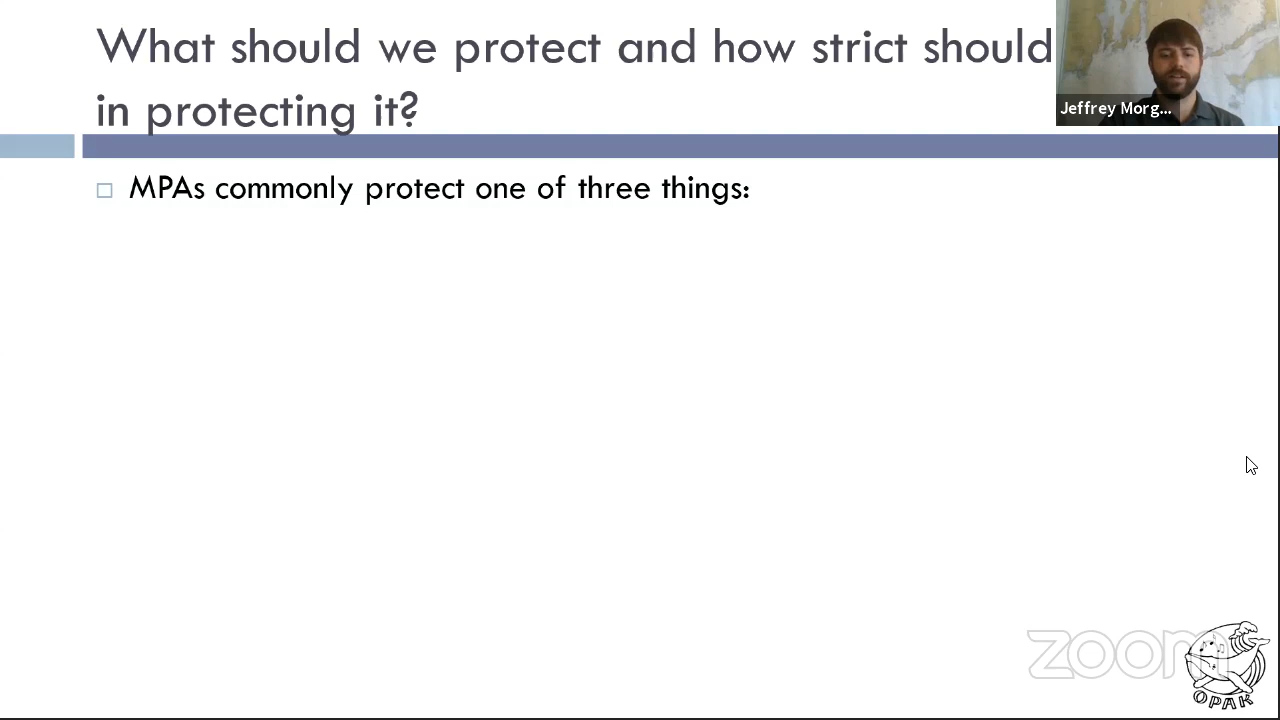 What should we protect and how strict should
in protecting it?
Jeffrey Morg...
MPAs commonly protect one of three things:
zoom
OPAK